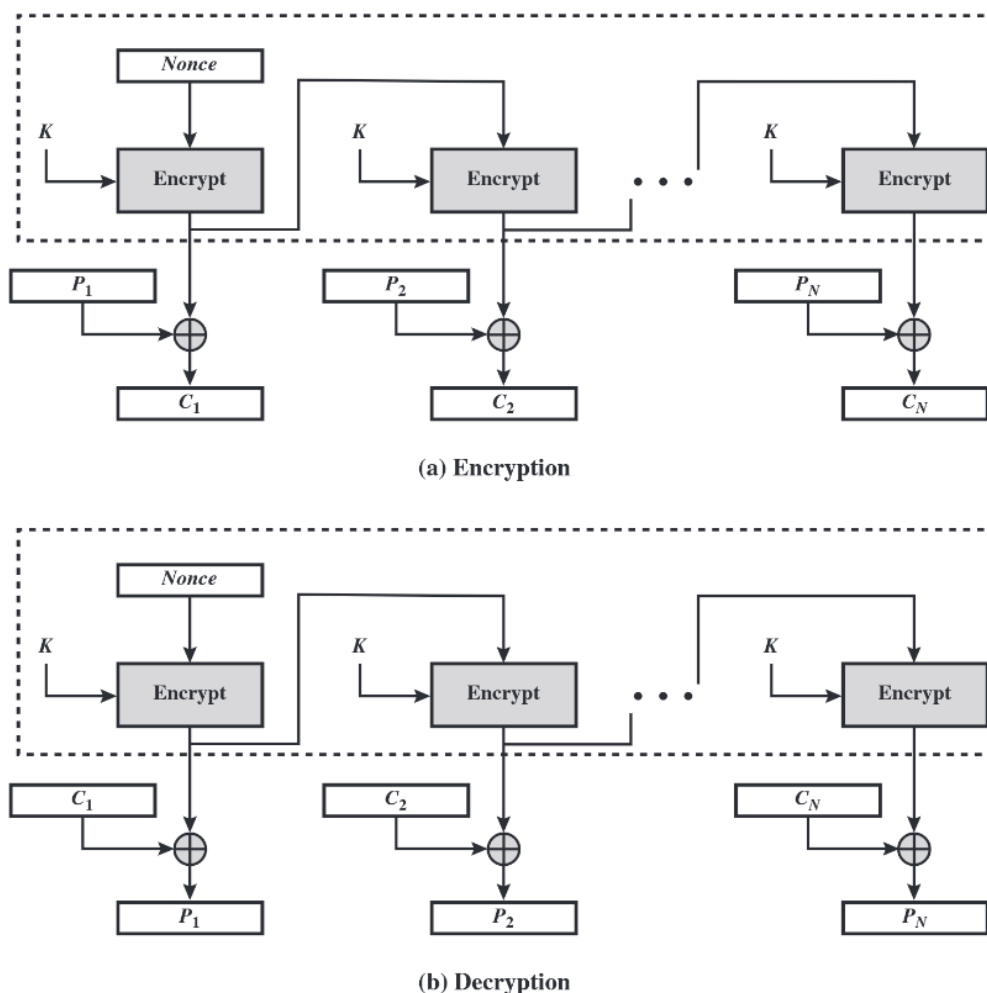 Nonce
K K K
Encrypt Encrypt • • • Encrypt
P1 P2 PN
C1 C2 CN
(a) Encryption
Nonce
K K K
Encrypt Encrypt • • • Encrypt
C1 C2 CN
P1 P2 PN
(b) Decryption